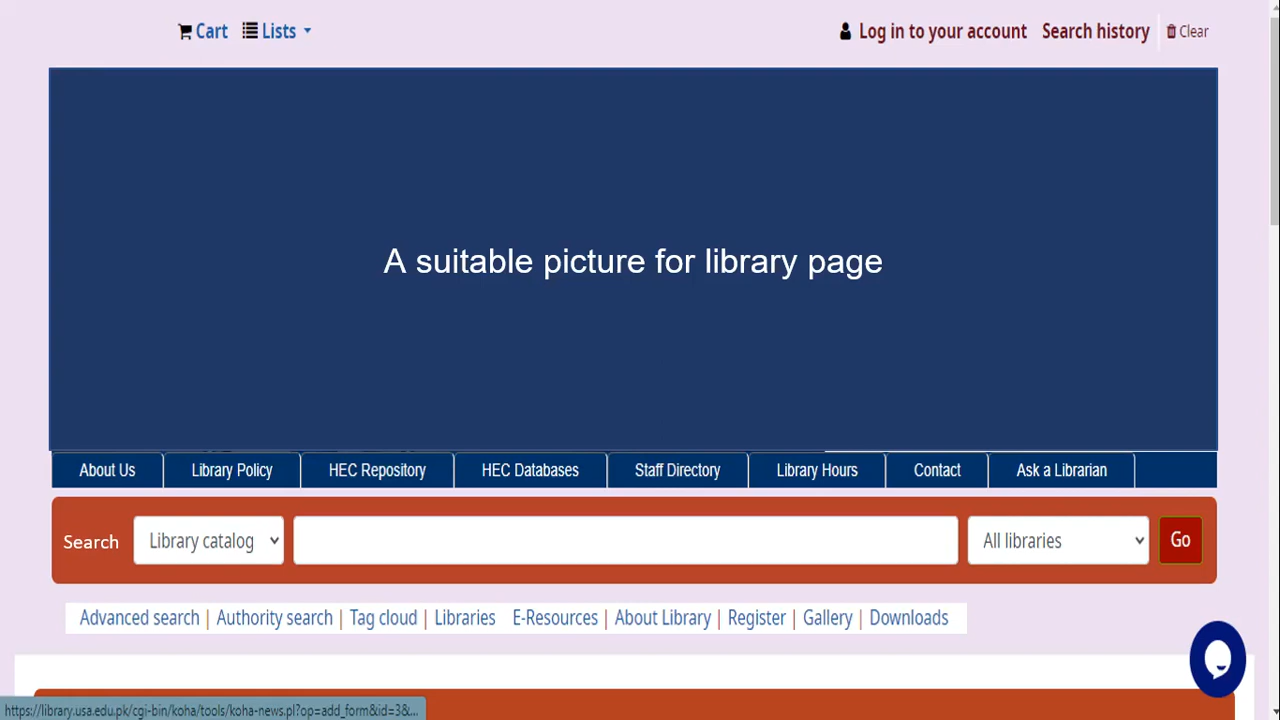 Cart Lists Log in to your account Search history Clear
A suitable picture for library page
About Us Library Policy HEC Repository HEC Databases Staff Directory Library Hours Contact Ask a Librarian
Search Library catalog All libraries Go
Advanced search | Authority search | Tag cloud | Libraries E-Resources | About Library | Register | Gallery | Downloads
https://library.usa.edu.pk/cgi-bin/koha/tools/koha-news.pl?op=add_form&id=3&...